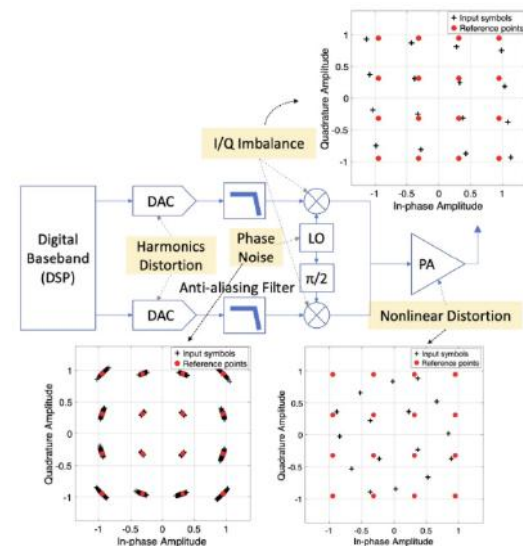 + Input symbols
● Reference points
Quadrature Amplitude
1
0.5
0
-0.5
-1
-1 -0.5 0 0.5 1
In-phase Amplitude
I/Q Imbalance
Digital
Baseband
(DSP)
DAC
Harmonics
Distortion
DAC
Phase
Noise
Anti-aliasing Filter
LO
π/2
PA
Nonlinear Distortion
+ Input symbols
● Reference points
Quadrature Amplitude
1
0.5
0
-0.5
-1
-1 -0.5 0 0.5 1
In-phase Amplitude
+ Input symbols
● Reference points
Quadrature Amplitude
1
0.5
0
-0.5
-1
-1 -0.5 0 0.5 1
In-phase Amplitude